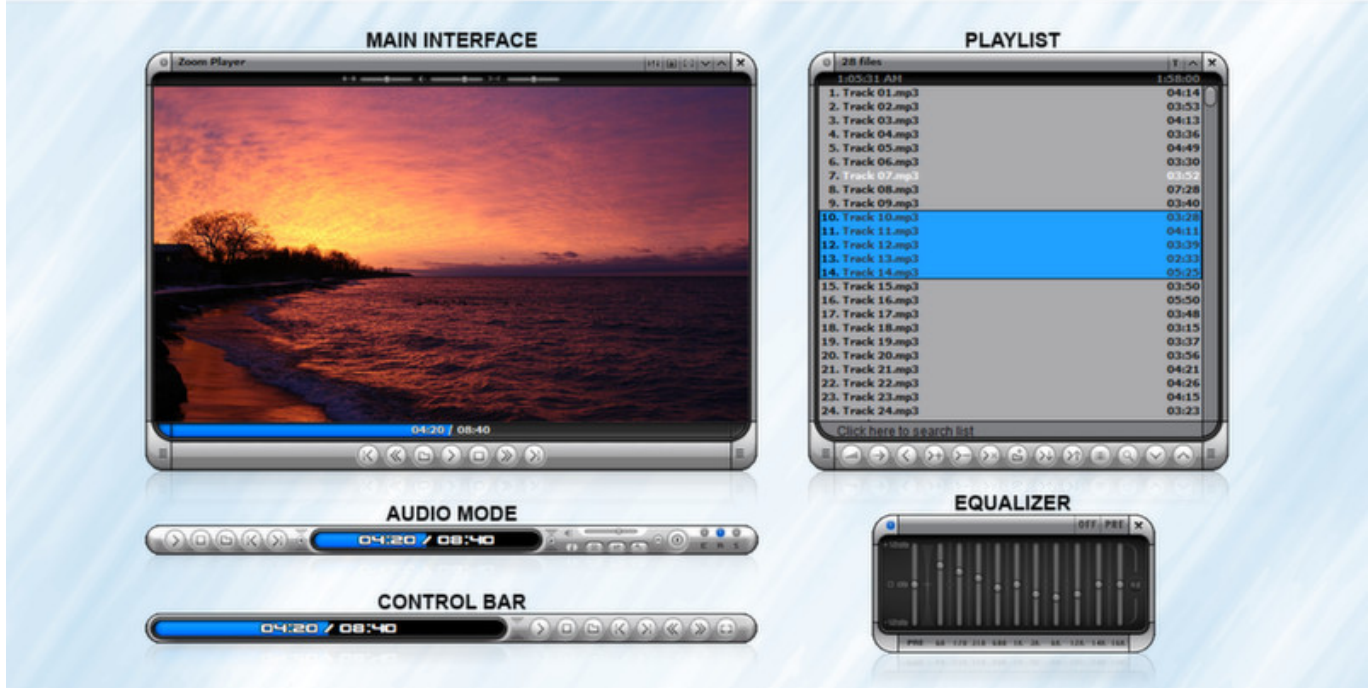 MAIN INTERFACE
Zoom Player
04:20 / 08:40
AUDIO MODE
04:20 / 08:40
CONTROL BAR
04:20 / 08:40
PLAYLIST
28 files
T
1:05:31 AM 1:58:00
1. Track 01.mp3 04:14
2. Track 02.mp3 03:53
3. Track 03.mp3 04:13
4. Track 04.mp3 03:36
5. Track 05.mp3 04:49
6. Track 06.mp3 03:30
7. Track 07.mp3 03:52
8. Track 08.mp3 07:28
9. Track 09.mp3 03:40
10. Track 10.mp3 03:28
11. Track 11.mp3 04:11
12. Track 12.mp3 03:39
13. Track 13.mp3 02:33
14. Track 14.mp3 05:25
15. Track 15.mp3 03:50
16. Track 16.mp3 05:50
17. Track 17.mp3 03:48
18. Track 18.mp3 03:15
19. Track 19.mp3 03:37
20. Track 20.mp3 03:56
21. Track 21.mp3 04:21
22. Track 22.mp3 04:26
23. Track 23.mp3 04:15
24. Track 24.mp3 03:23
Click here to search list
EQUALIZER
OFF PRE
PRE